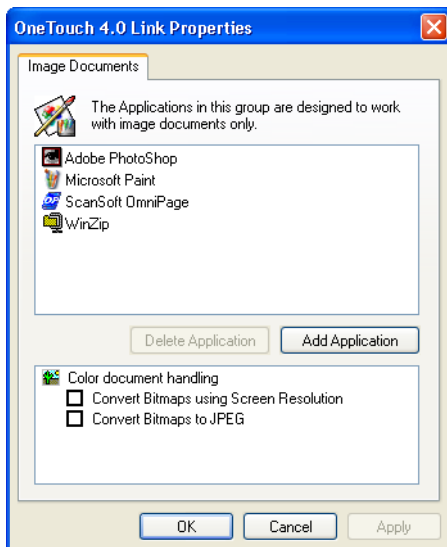 OneTouch 4.0 Link Properties
Image Documents
The Applications in this group are designed to work
with image documents only.
Adobe PhotoShop
Microsoft Paint
ScanSoft OmniPage
WinZip
Delete Application
Add Application
Color document handling
Convert Bitmaps using Screen Resolution
Convert Bitmaps to JPEG
OK
Cancel
Apply